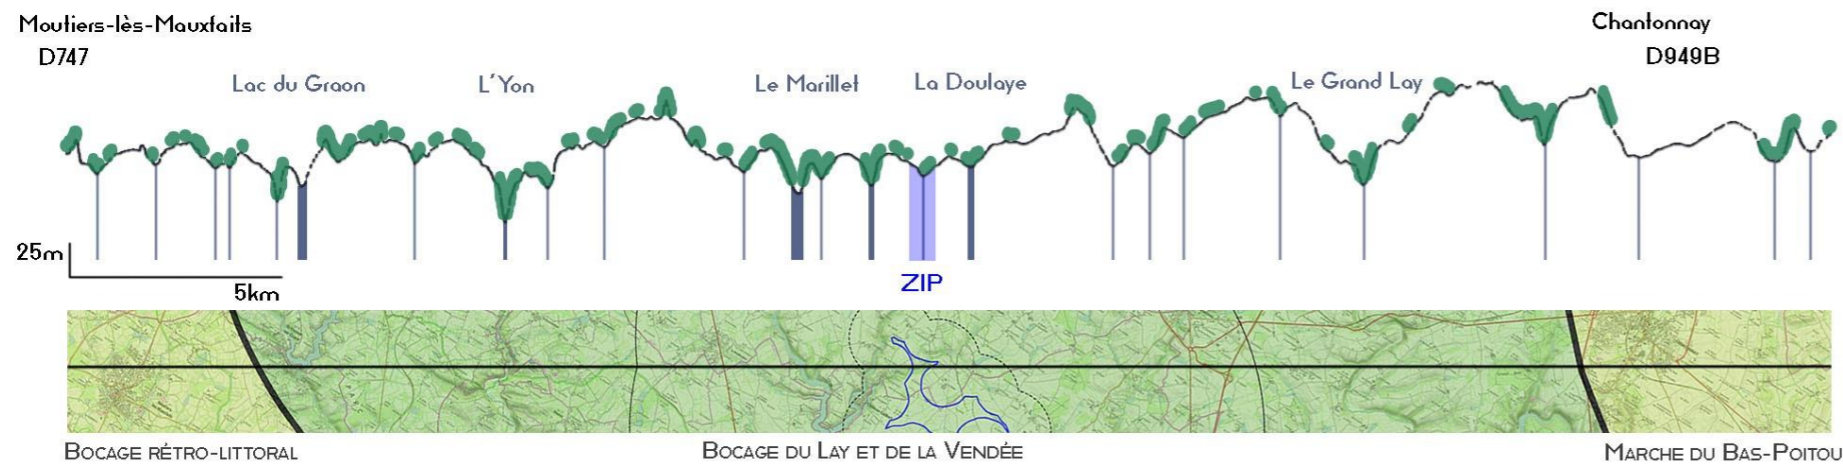 Moutiers-lès-Mauxfaits
D747
Chantonnay
D949B
Lac du Graon
L'Yon
Le Marillet
La Doulaye
Le Grand Lay
25m
5km
ZIP
BOCAGE RÉTRO-LITTORAL
BOCAGE DU LAY ET DE LA VENDÉE
MARCHE DU BAS-POITOU